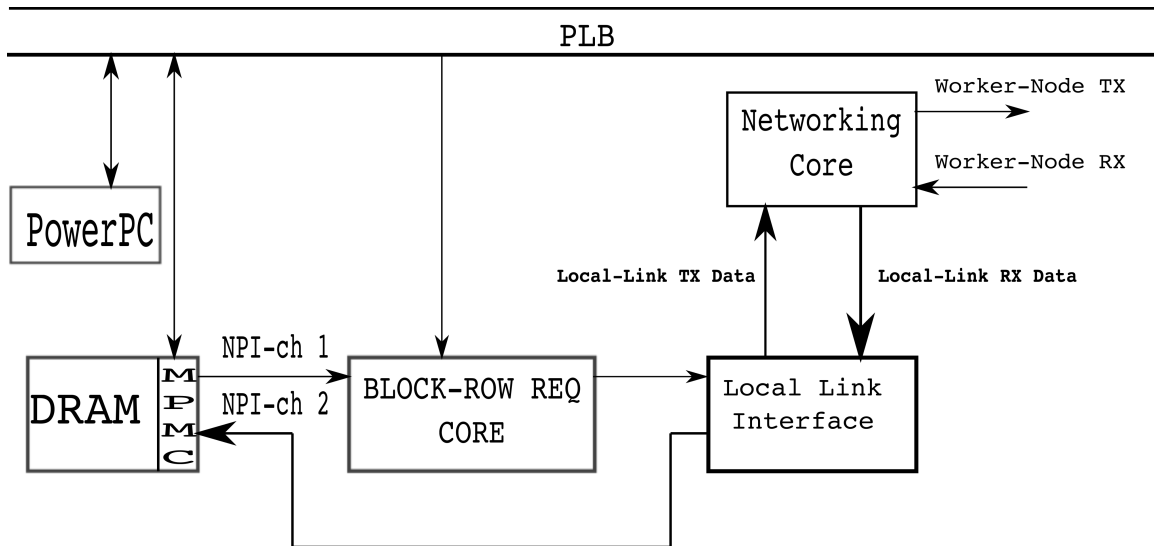 PLB
Worker-Node TX
Networking
Core
Worker-Node RX
PowerPC
Local-Link TX Data
Local-Link RX Data
NPI-ch 1
NPI-ch 2
DRAM
M
P
M
C
BLOCK-ROW REQ
CORE
Local Link
Interface